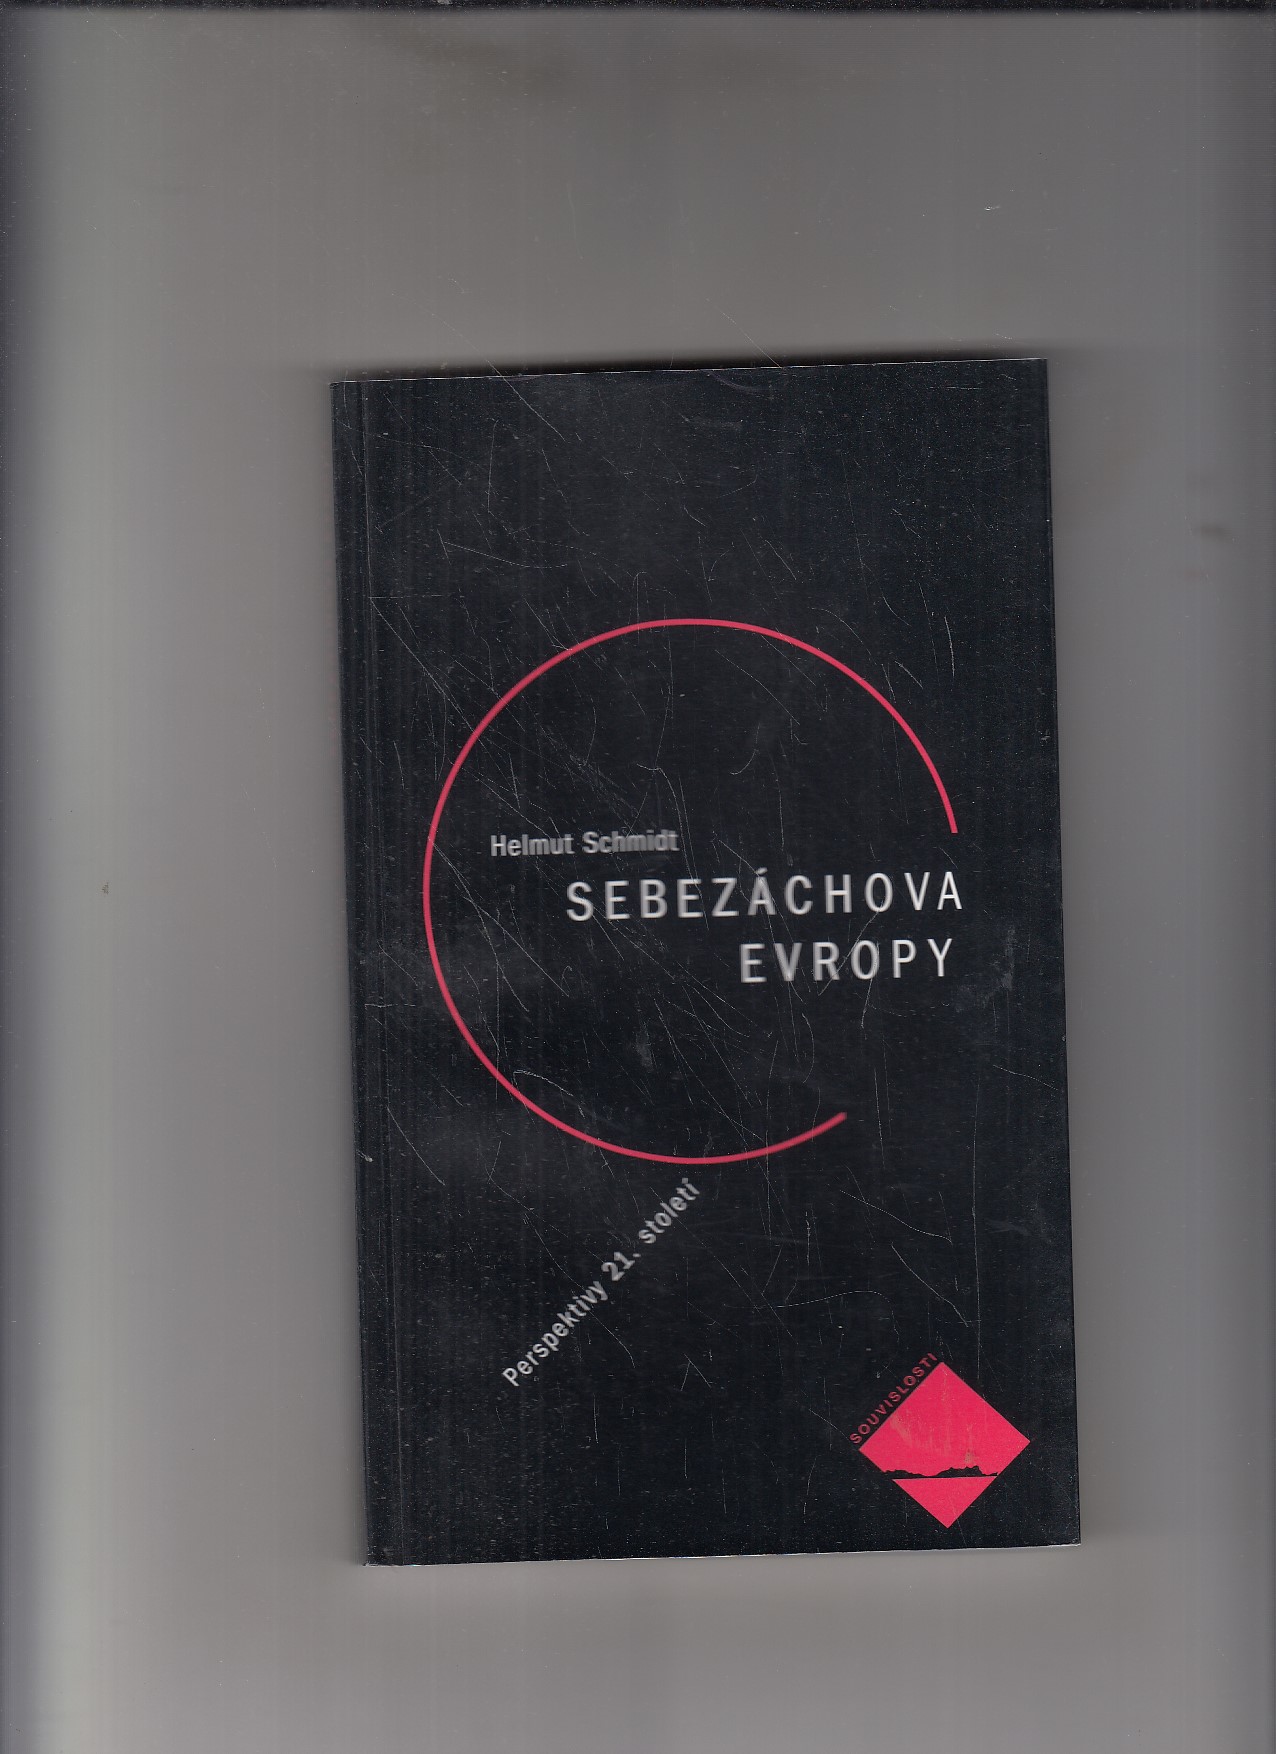 Helmut Schmidt
SEBEZÁCHOVA
EVROPY
Perspektivy 21. století
SOUVISLOSTI